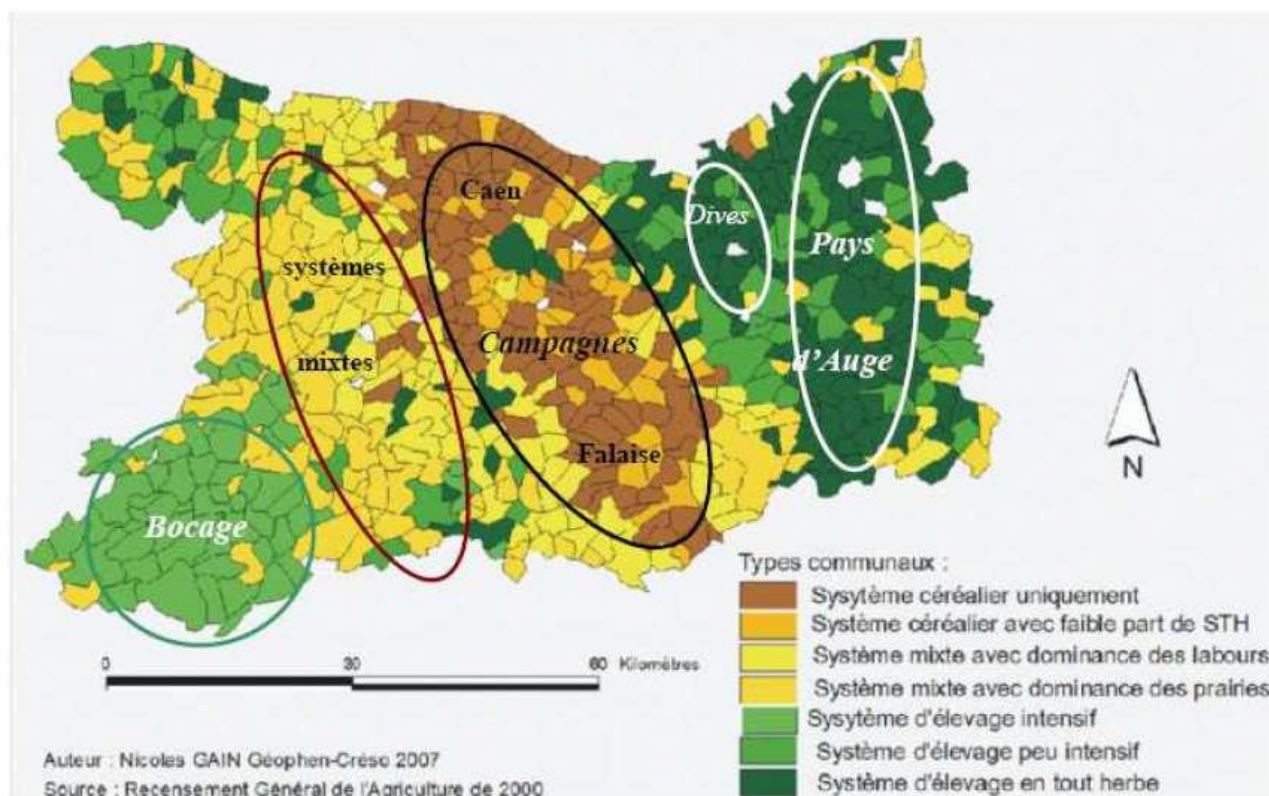 Caen
Dives
Pays
systèmes
Campagnes
mixtes
d'Auge
Falaise
Bocage
N
0 30 60 Kilomètres
Types communaux :
Sysytème céréalier uniquement
Système céréalier avec faible part de STH
Système mixte avec dominance des labours
Système mixte avec dominance des prairies
Sysytème d'élevage intensif
Système d'élevage peu intensif
Système d'élevage en tout herbe
Auteur : Nicolas GAIN Géophen-Créso 2007
Source : Recensement Général de l'Agriculture de 2000